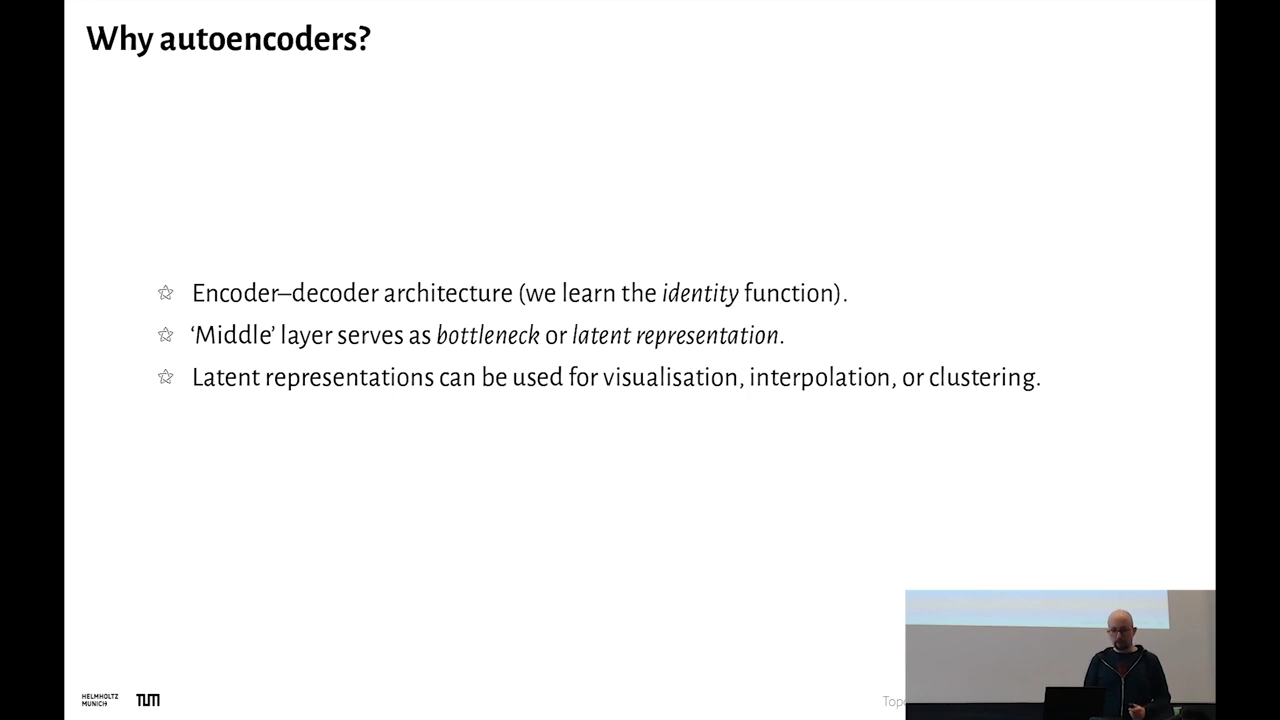 Why autoencoders?
Encoder–decoder architecture (we learn the identity function).
‘Middle’ layer serves as bottleneck or latent representation.
Latent representations can be used for visualisation, interpolation, or clustering.
HELMHOLTZ
MUNICH
TUM